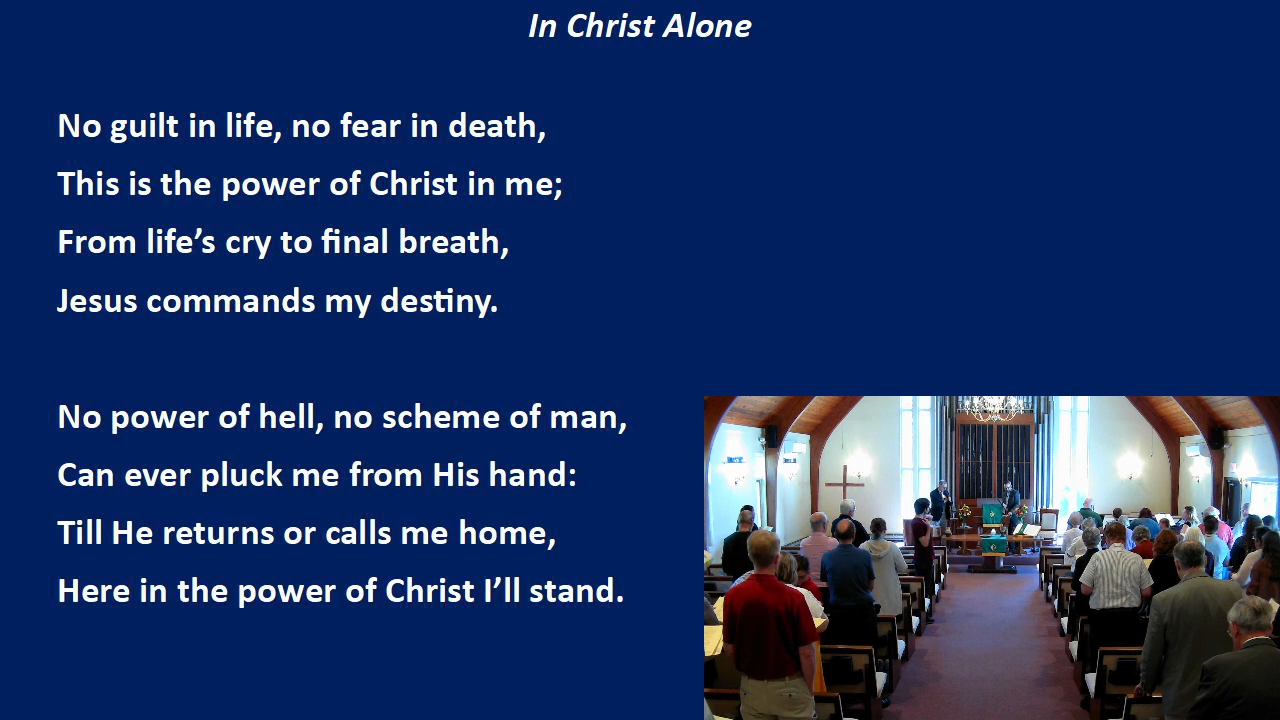 In Christ Alone
No guilt in life, no fear in death,
This is the power of Christ in me;
From life’s cry to final breath,
Jesus commands my destiny.
No power of hell, no scheme of man,
Can ever pluck me from His hand:
Till He returns or calls me home,
Here in the power of Christ I’ll stand.